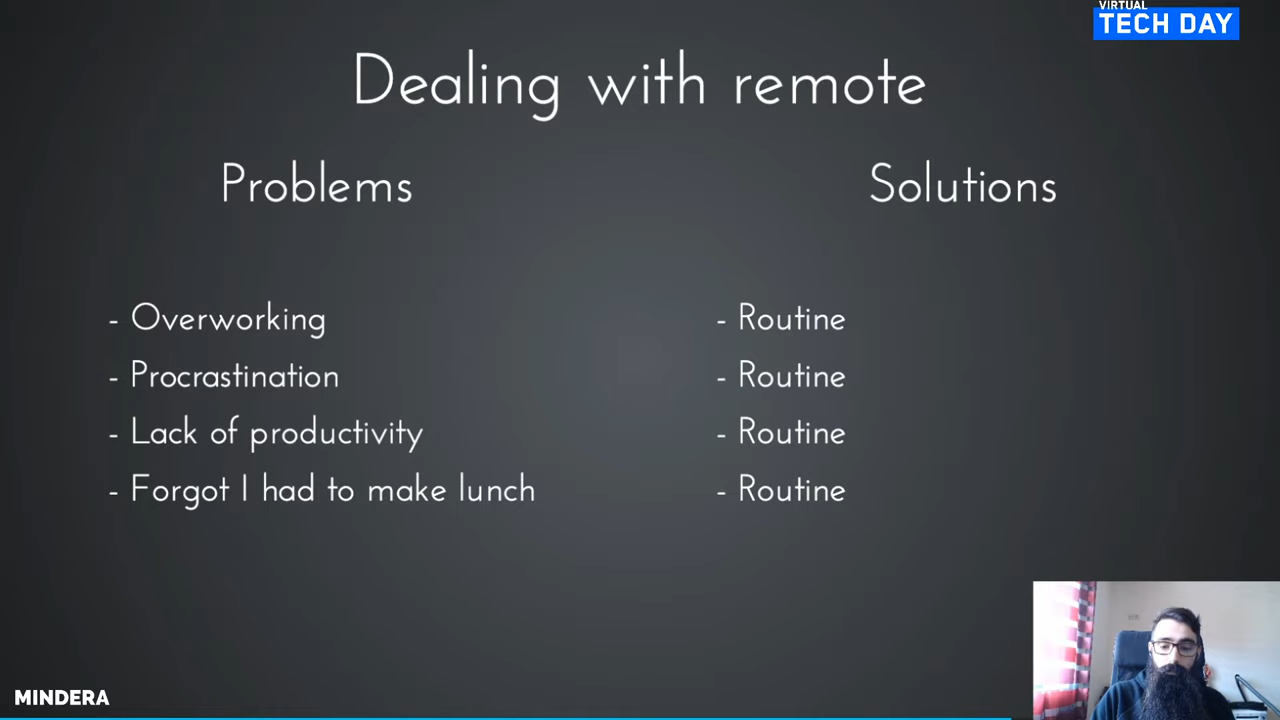 VIRTUAL
TECH DAY
Dealing with remote
Problems
Solutions
- Overworking
- Routine
- Procrastination
- Routine
- Lack of productivity
- Routine
- Forgot I had to make lunch
- Routine
MINDERA